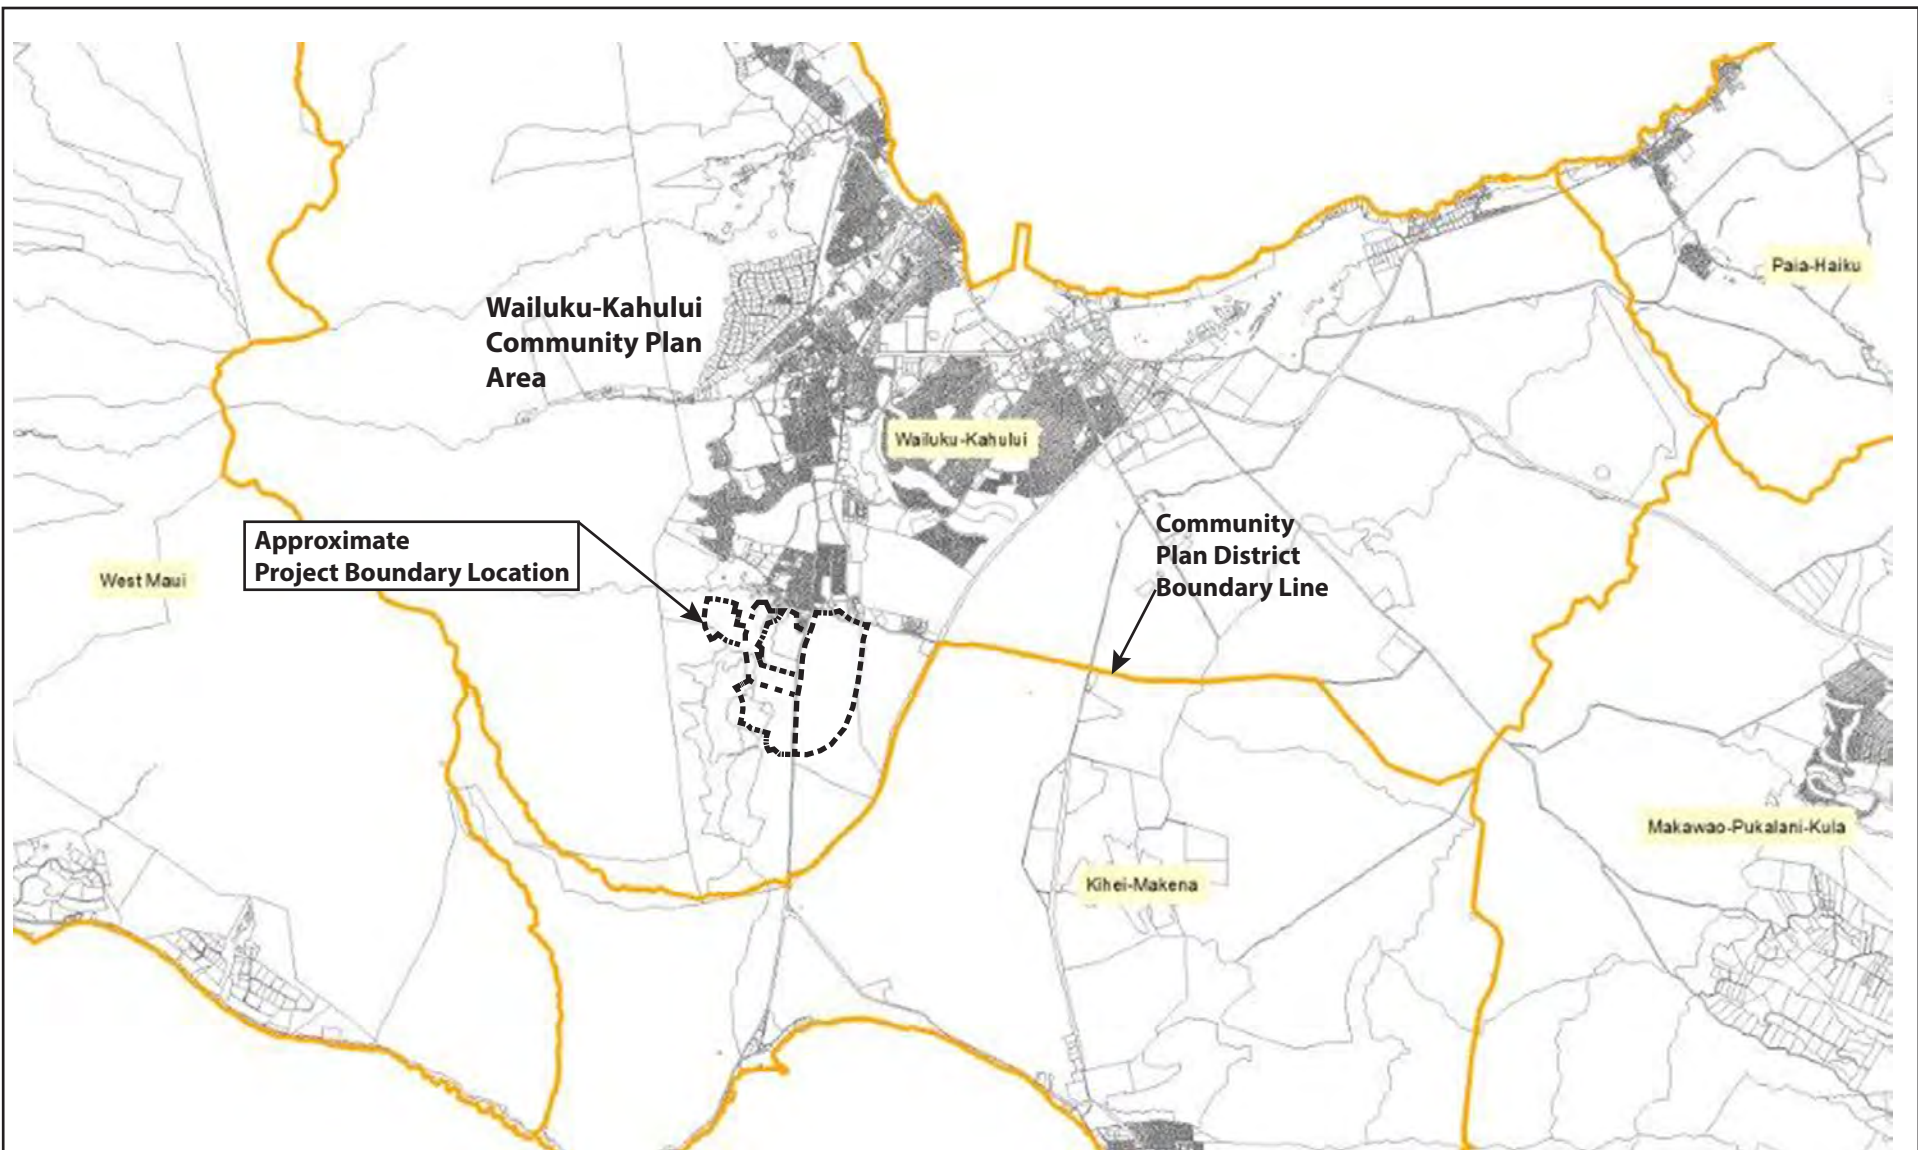 Paia-Haiku
Wailuku-Kahului
Community Plan
Area
Wailuku-Kahului
Approximate
Project Boundary Location
Community
Plan District
Boundary Line
West Maui
Makawao-Pukalani-Kula
Kihei-Makena